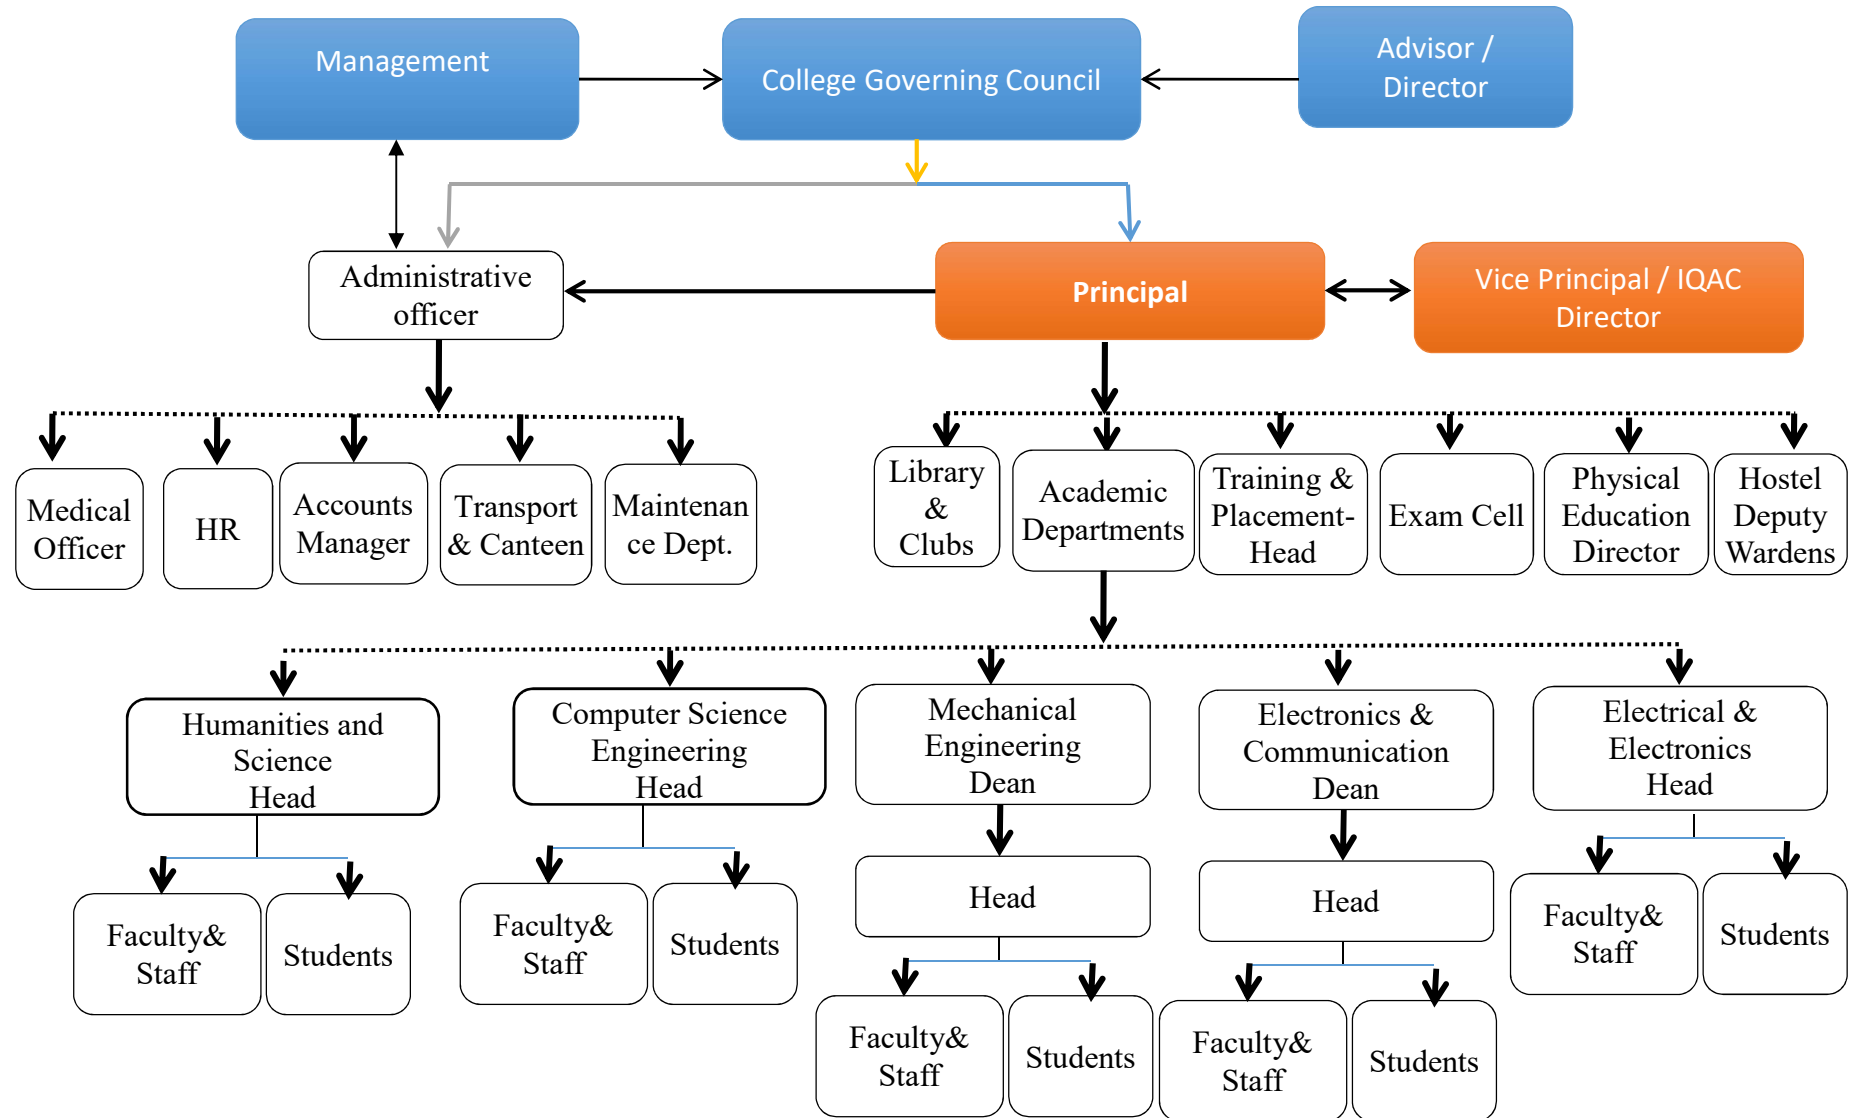 Management
College Governing Council
Advisor /
Director
Administrative
officer
Principal
Vice Principal / IQAC
Director
Medical
Officer
HR
Accounts
Manager
Transport
& Canteen
Maintenan
ce Dept.
Library
&
Clubs
Academic
Departments
Training &
Placement-
Head
Exam Cell
Physical
Education
Director
Hostel
Deputy
Wardens
Humanities and
Science
Head
Computer Science
Engineering
Head
Mechanical
Engineering
Dean
Electronics &
Communication
Dean
Electrical &
Electronics
Head
Faculty&
Staff
Students
Faculty&
Staff
Students
Head
Head
Faculty&
Staff
Students
Faculty&
Staff
Students
Faculty&
Staff
Students